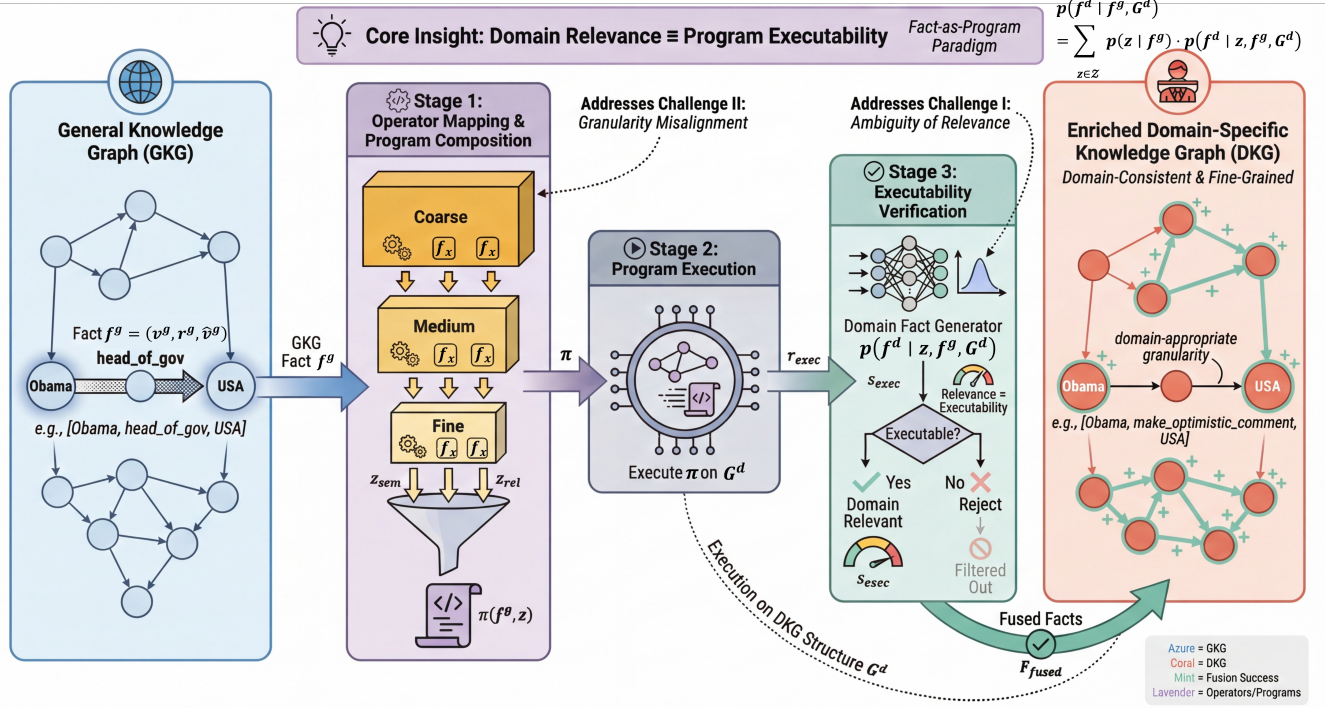 Core Insight: Domain Relevance ≡ Program Executability
Fact-as-Program
Paradigm
p(f^d | f^g, G^d)
= ∑ p(z | f^g) · p(f^d | z, f^g, G^d)
z∈Z
General Knowledge
Graph (GKG)
Fact f^g = (v^g, r^g, v̂^g)
head_of_gov
Obama
USA
e.g., [Obama, head_of_gov, USA]
GKG
Fact f^g
Stage 1:
Operator Mapping &
Program Composition
</>
Coarse
f_x f_x
Medium
f_x f_x
Fine
f_x f_x
z_sem
z_rel
</>
π(f^g, z)
Addresses Challenge II:
Granularity Misalignment
π
Stage 2:
Program Execution
</>
Execute π on G^d
r_exec
Execution on DKG Structure G^d
Addresses Challenge I:
Ambiguity of Relevance
Stage 3:
Executability
Verification
Domain Fact Generator
p(f^d | z, f^g, G^d)
s_exec
Relevance =
Executability
Executable?
Yes
Domain
Relevant
s_esec
No
Reject
Filtered
Out
Fused Facts
F_fused
Enriched Domain-Specific
Knowledge Graph (DKG)
Domain-Consistent & Fine-Grained
domain-appropriate
granularity
Obama
USA
e.g., [Obama, make_optimistic_comment,
USA]
Azure = GKG
Coral = DKG
Mint = Fusion Success
Lavender = Operators/Programs